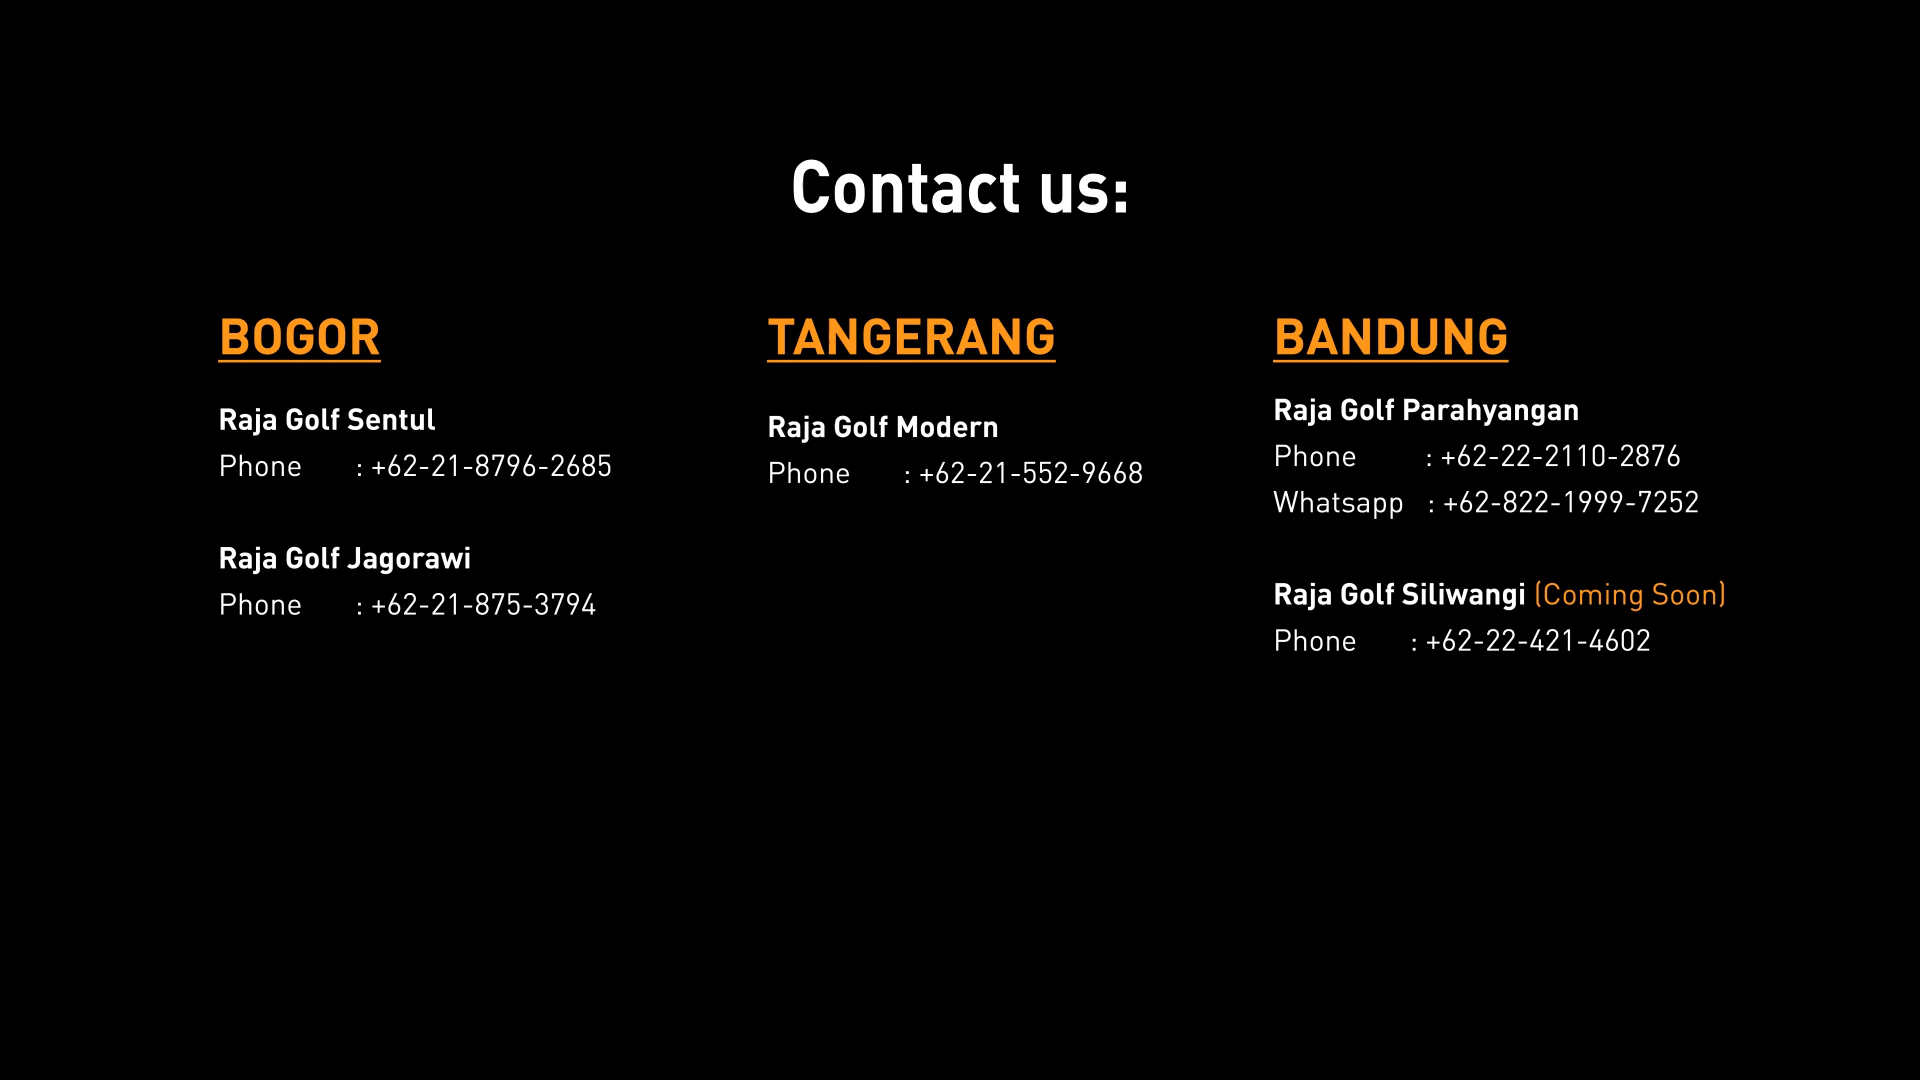 Contact us:
BOGOR
Raja Golf Sentul
Phone : +62-21-8796-2685
Raja Golf Jagorawi
Phone : +62-21-875-3794
TANGERANG
Raja Golf Modern
Phone : +62-21-552-9668
BANDUNG
Raja Golf Parahyangan
Phone : +62-22-2110-2876
Whatsapp : +62-822-1999-7252
Raja Golf Siliwangi (Coming Soon)
Phone : +62-22-421-4602